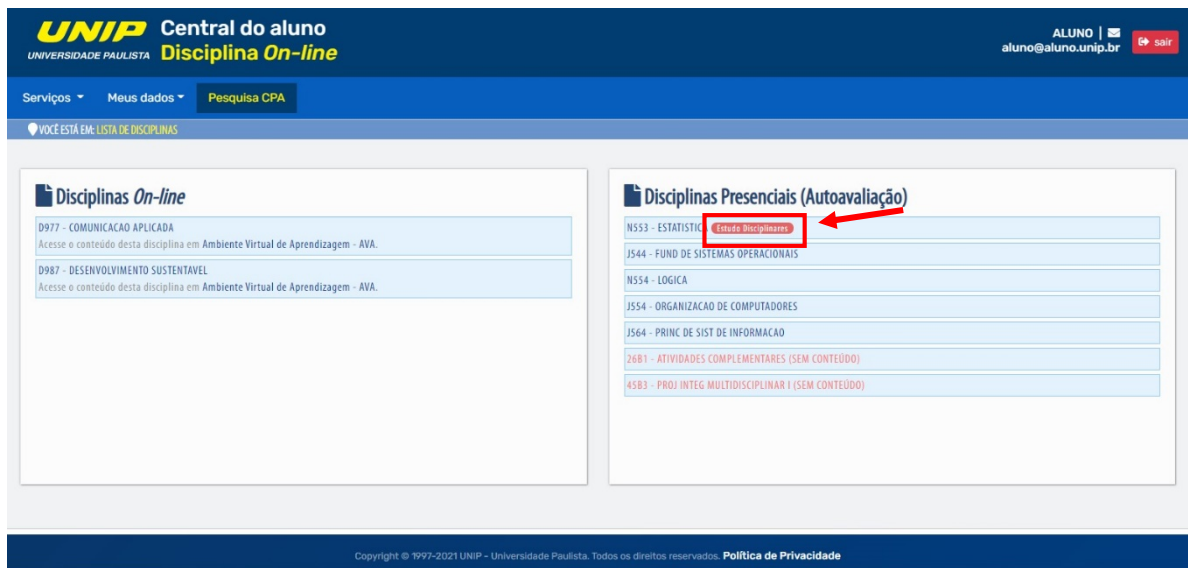 UNIP
UNIVERSIDADE PAULISTA
Central do aluno
Disciplina On-line
ALUNO |
aluno@aluno.unip.br
sair
Serviços
Meus dados
Pesquisa CPA
VOCÊ ESTÁ EM: LISTA DE DISCIPLINAS
Disciplinas On-line
D977 - COMUNICACAO APLICADA
Acesse o conteúdo desta disciplina em Ambiente Virtual de Aprendizagem - AVA.
D987 - DESENVOLVIMENTO SUSTENTAVEL
Acesse o conteúdo desta disciplina em Ambiente Virtual de Aprendizagem - AVA.
Disciplinas Presenciais (Autoavaliação)
N553 - ESTATISTICA Estudo Disciplinares
J544 - FUND DE SISTEMAS OPERACIONAIS
N554 - LOGICA
J554 - ORGANIZACAO DE COMPUTADORES
J564 - PRINC DE SIST DE INFORMACAO
26B1 - ATIVIDADES COMPLEMENTARES (SEM CONTEÚDO)
45B3 - PROJ INTEG MULTIDISCIPLINAR I (SEM CONTEÚDO)
Copyright © 1997-2021 UNIP - Universidade Paulista. Todos os direitos reservados. Política de Privacidade